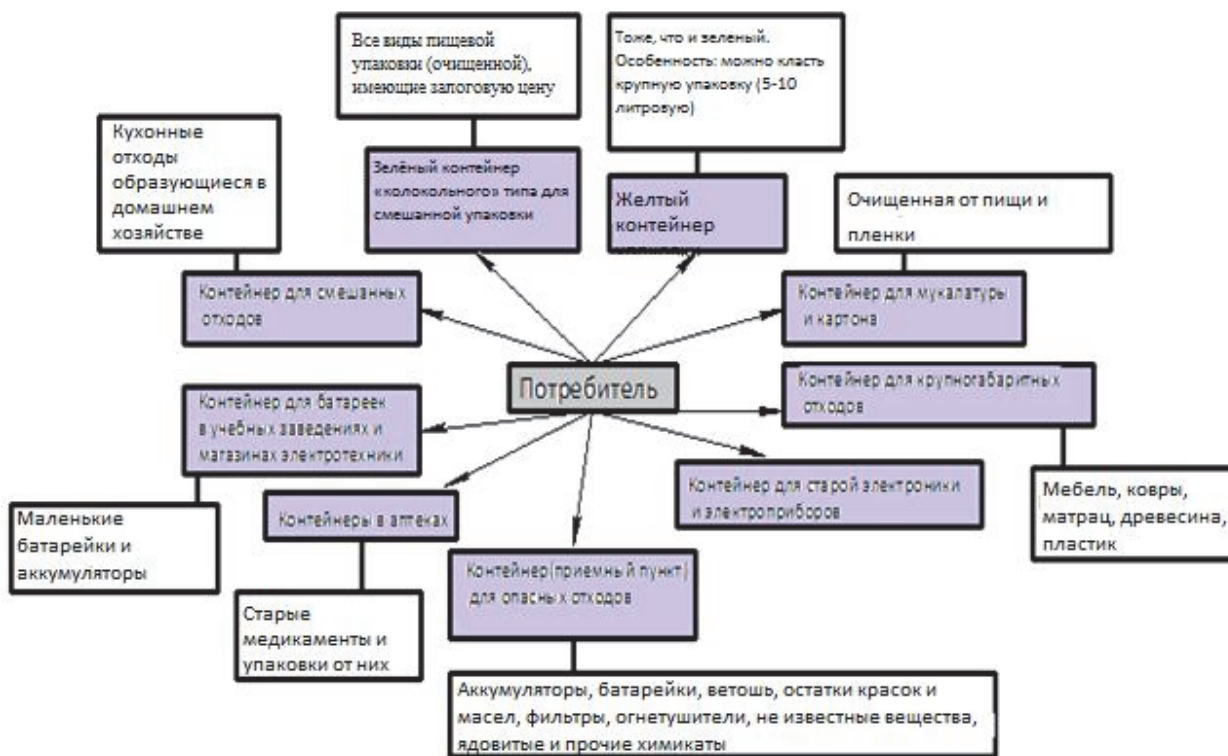 Все виды пищевой
упаковки (очищенной),
имеющие залоговую цену
Тоже, что и зеленый.
Особенность: можно класть
крупную упаковку (5-10
литровую)
Кухонные
отходы
образующиеся в
домашнем
хозяйстве
Зелёный контейнер
«колокольного» типа для
смешанной упаковки
Желтый
контейнер
Очищенная от пищи и
пленки
Контейнер для смешанных
отходов
Контейнер для мукалатуры
и картона
Потребитель
Контейнер для крупногабаритных
отходов
Контейнер для батареек
в учебных заведениях и
магазинах электротехники
Контейнер для старой электроники
и электроприборов
Мебель, ковры,
матрац, древесина,
пластик
Маленькие
батарейки и
аккумуляторы
Контейнеры в аптеках
Контейнер(приемный пункт)
для опасных отходов
Старые
медикаменты и
упаковки от них
Аккумуляторы, батарейки, ветошь, остатки красок и
масел, фильтры, огнетушители, не известные вещества,
ядовитые и прочие химикаты